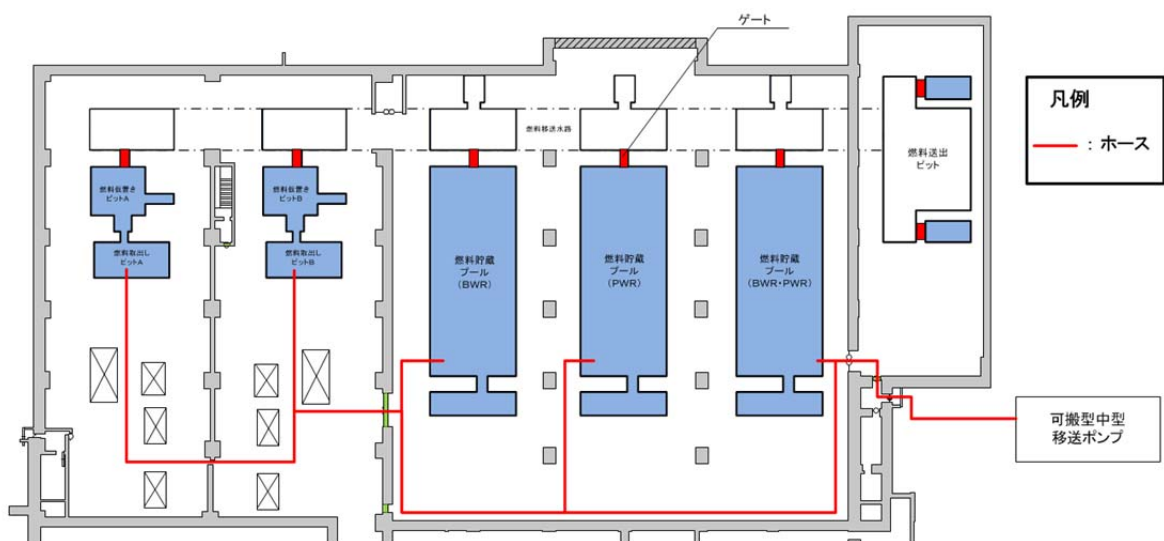 ゲート
凡例
:ホース
燃料移送水路
燃料送出
ピット
燃料仮置き
ピットA
燃料仮置き
ピットB
燃料取出し
ピットA
燃料取出し
ピットB
燃料貯蔵
プール
(BWR)
燃料貯蔵
プール
(PWR)
燃料貯蔵
プール
(BWR・PWR)
可搬型中型
移送ポンプ